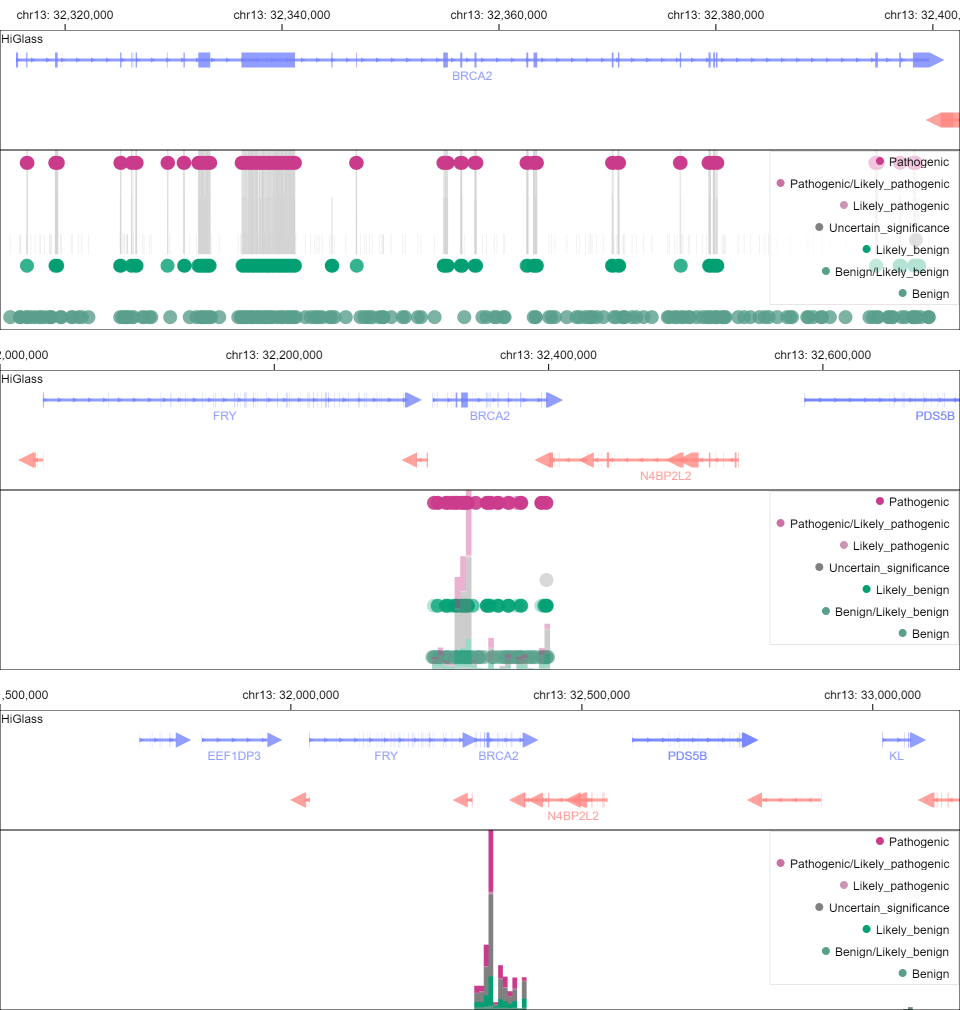 chr13: 32,320,000 chr13: 32,340,000 chr13: 32,360,000 chr13: 32,380,000 chr13: 32,400,
HiGlass
BRCA2
Pathogenic
Pathogenic/Likely_pathogenic
Likely_pathogenic
Uncertain_significance
Likely_benign
Benign/Likely_benign
Benign
2,000,000 chr13: 32,200,000 chr13: 32,400,000 chr13: 32,600,000
HiGlass
FRY BRCA2 PDS5B
N4BP2L2
Pathogenic
Pathogenic/Likely_pathogenic
Likely_pathogenic
Uncertain_significance
Likely_benign
Benign/Likely_benign
Benign
,500,000 chr13: 32,000,000 chr13: 32,500,000 chr13: 33,000,000
HiGlass
EEF1DP3 FRY BRCA2 PDS5B KL
N4BP2L2
Pathogenic
Pathogenic/Likely_pathogenic
Likely_pathogenic
Uncertain_significance
Likely_benign
Benign/Likely_benign
Benign